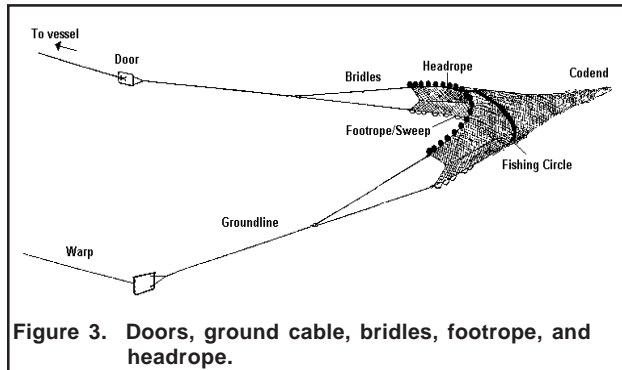 To vessel
Door
Bridles
Headrope
Codend
Footrope/Sweep
Fishing Circle
Groundline
Warp
Figure 3. Doors, ground cable, bridles, footrope, and
headrope.